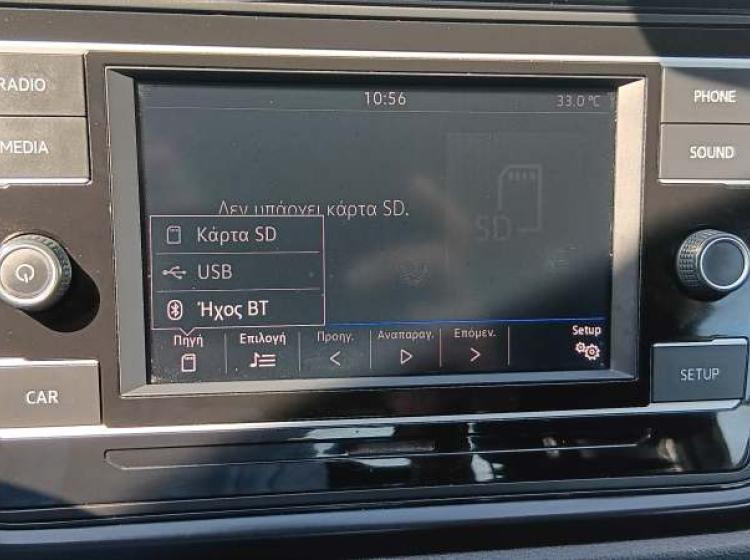 RADIO
MEDIA
10:56
33.0 °C
PHONE
SOUND
Δεν υπάρχει κάρτα SD.
SD
Κάρτα SD
USB
Ήχος BT
Πηγή
Επιλογή
Προηγ.
Αναπαραγ.
Επόμεν.
Setup
CAR
SETUP